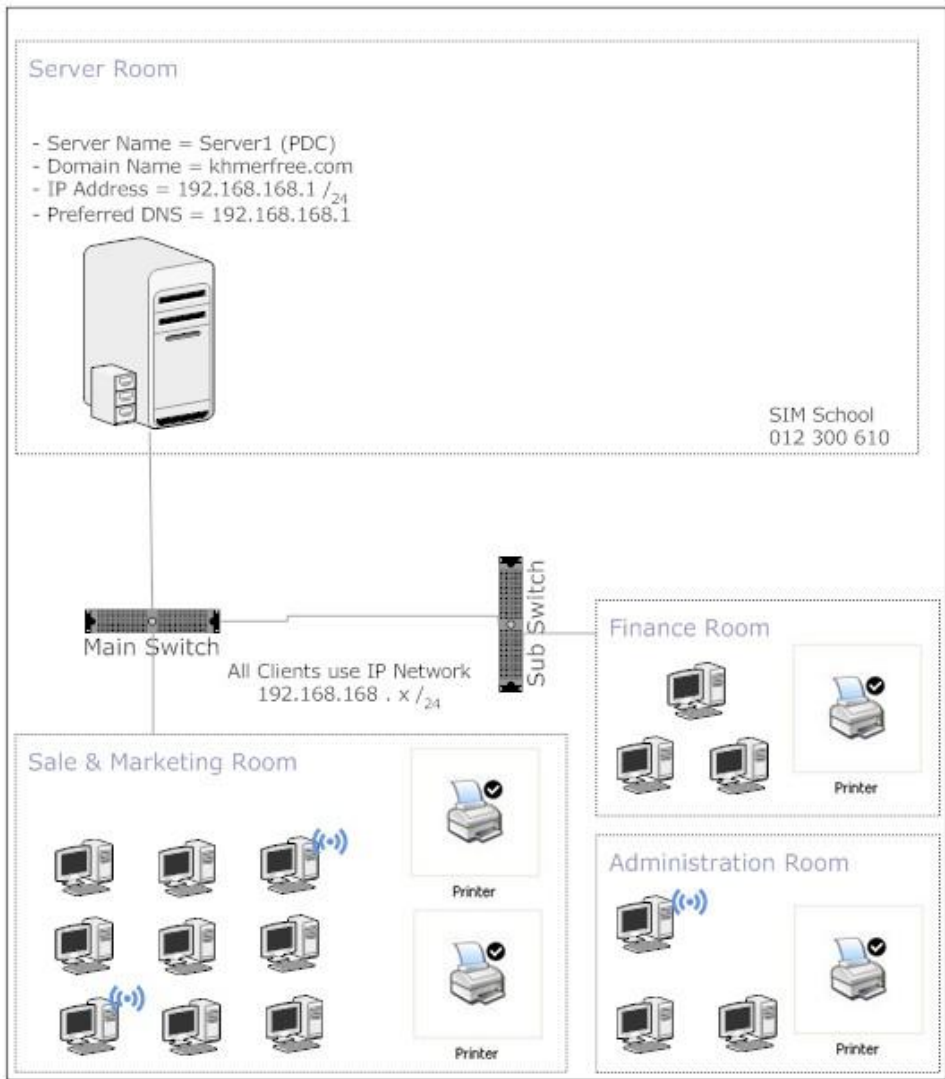 Server Room
- Server Name = Server1 (PDC)
- Domain Name = khmerfree.com
- IP Address = 192.168.168.1 /24
- Preferred DNS = 192.168.168.1
SIM School
012 300 610
Main Switch
Sub Switch
All Clients use IP Network
192.168.168 . x /24
Finance Room
Printer
Sale & Marketing Room
Printer
Printer
Administration Room
Printer